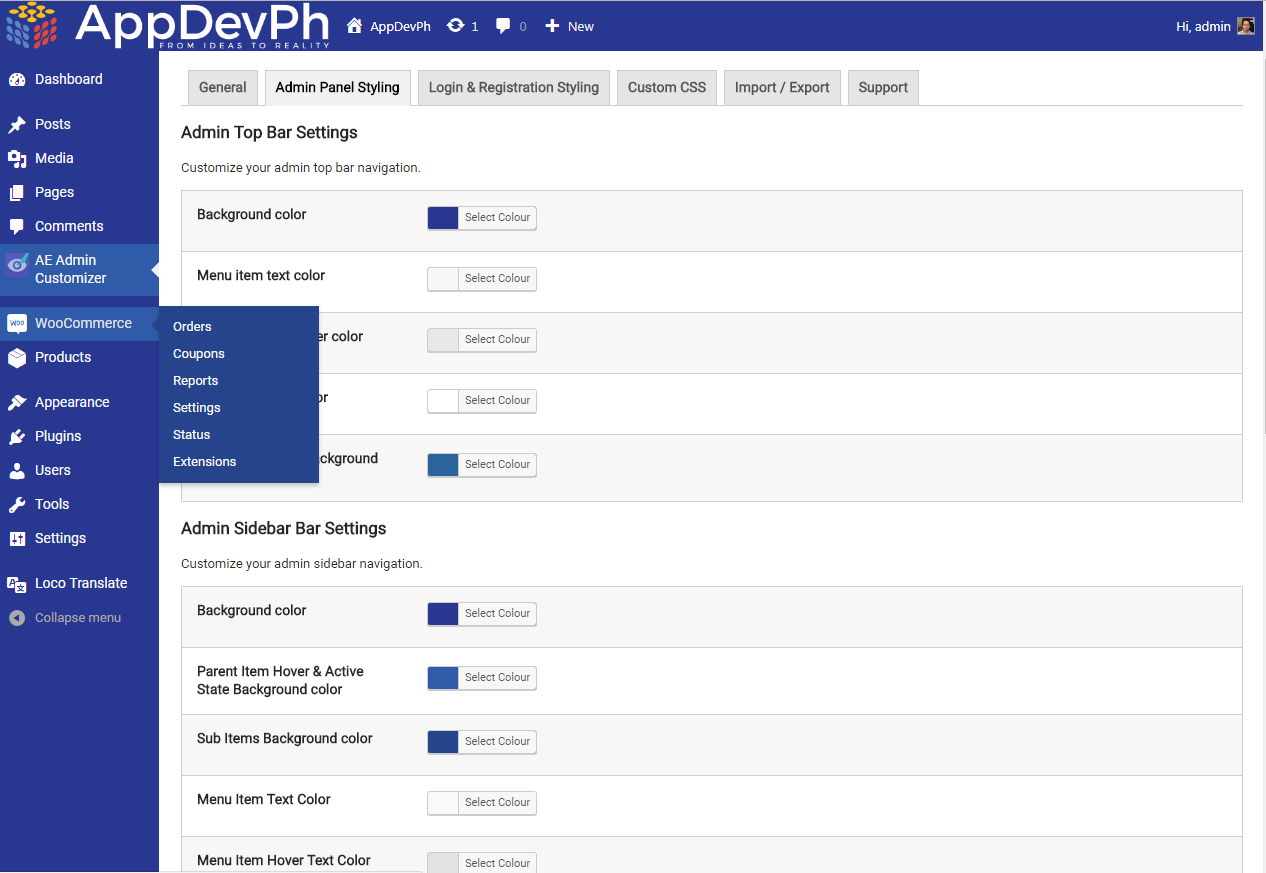 AppDevPh
FROM IDEAS TO REALITY
AppDevPh
1
0
New
Hi, admin
Dashboard
Posts
Media
Pages
Comments
AE Admin
Customizer
WooCommerce
Products
Appearance
Plugins
Users
Tools
Settings
Loco Translate
Collapse menu
Orders
Coupons
Reports
Settings
Status
Extensions
General
Admin Panel Styling
Login & Registration Styling
Custom CSS
Import / Export
Support
Admin Top Bar Settings
Customize your admin top bar navigation.
Background color
Select Colour
Menu item text color
Select Colour
er color
Select Colour
or
Select Colour
ckground
Select Colour
Admin Sidebar Bar Settings
Customize your admin sidebar navigation.
Background color
Select Colour
Parent Item Hover & Active
State Background color
Select Colour
Sub Items Background color
Select Colour
Menu Item Text Color
Select Colour
Menu Item Hover Text Color
Select Colour